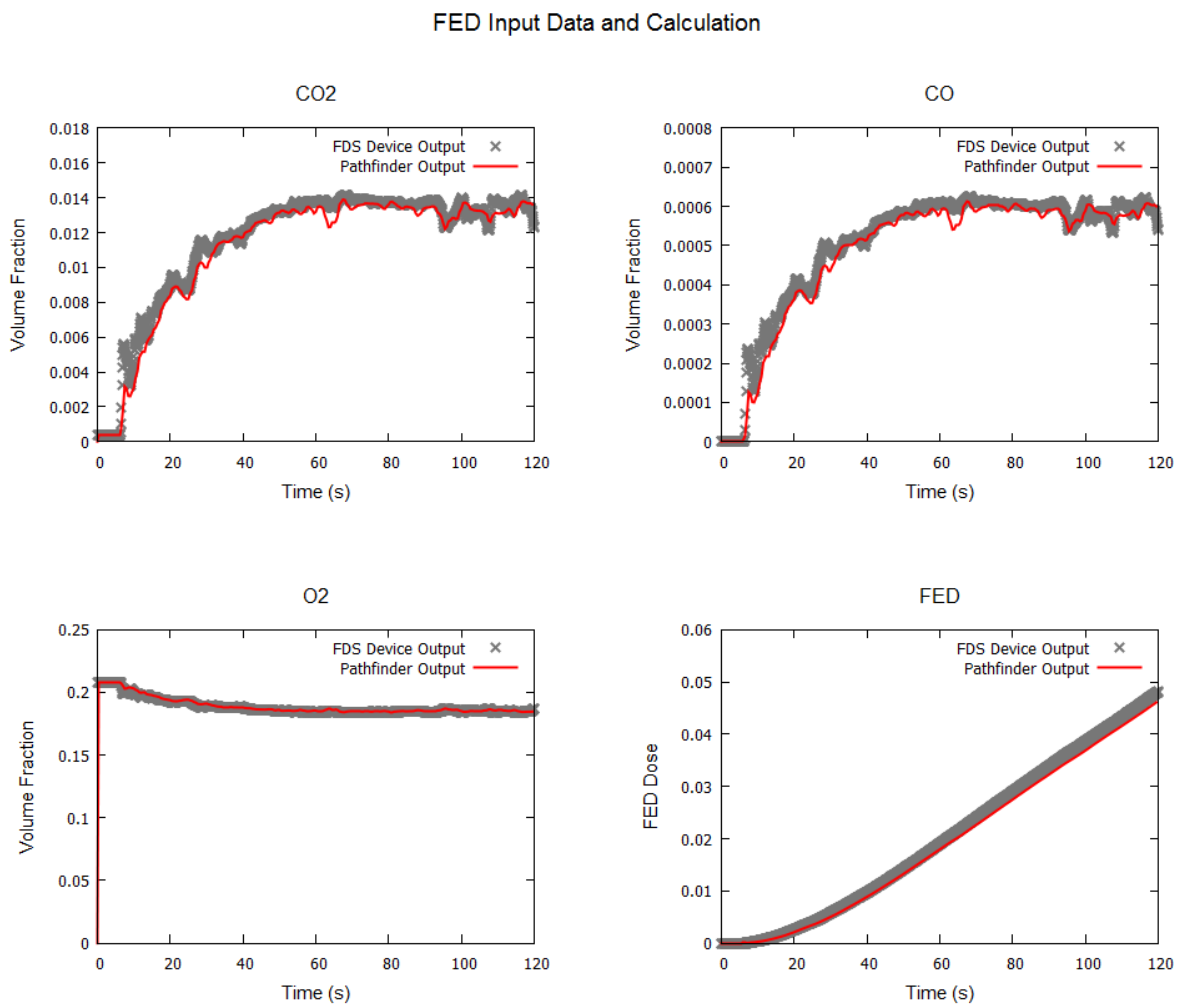 FED Input Data and Calculation
CO2
FDS Device Output
Pathfinder Output
0.018
0.016
0.014
0.012
0.01
0.008
0.006
0.004
0.002
0
Volume Fraction
0 20 40 60 80 100 120
Time (s)
CO
FDS Device Output
Pathfinder Output
0.0008
0.0007
0.0006
0.0005
0.0004
0.0003
0.0002
0.0001
0
Volume Fraction
0 20 40 60 80 100 120
Time (s)
O2
FDS Device Output
Pathfinder Output
0.25
0.2
0.15
0.1
0.05
0
Volume Fraction
0 20 40 60 80 100 120
Time (s)
FED
FDS Device Output
Pathfinder Output
0.06
0.05
0.04
0.03
0.02
0.01
0
FED Dose
0 20 40 60 80 100 120
Time (s)